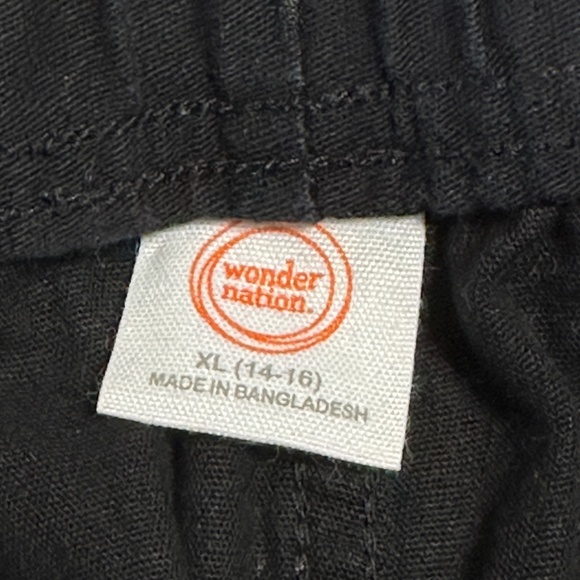 wonder
nation.
XL (14-16)
MADE IN BANGLADESH